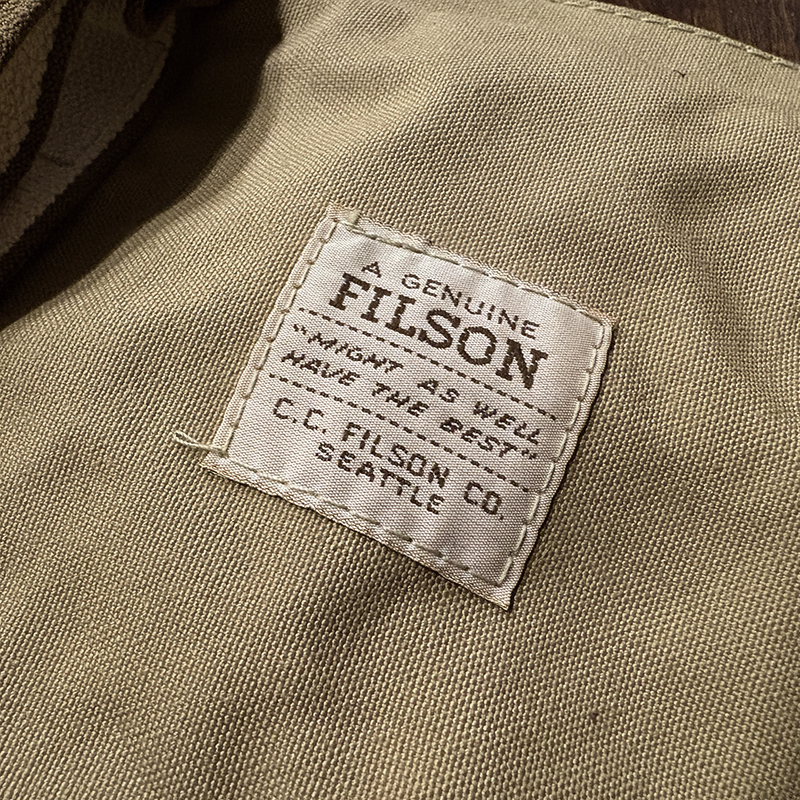 A GENUINE
FILSON
"MIGHT AS WELL
HAVE THE BEST"
C.C. FILSON CO.
SEATTLE